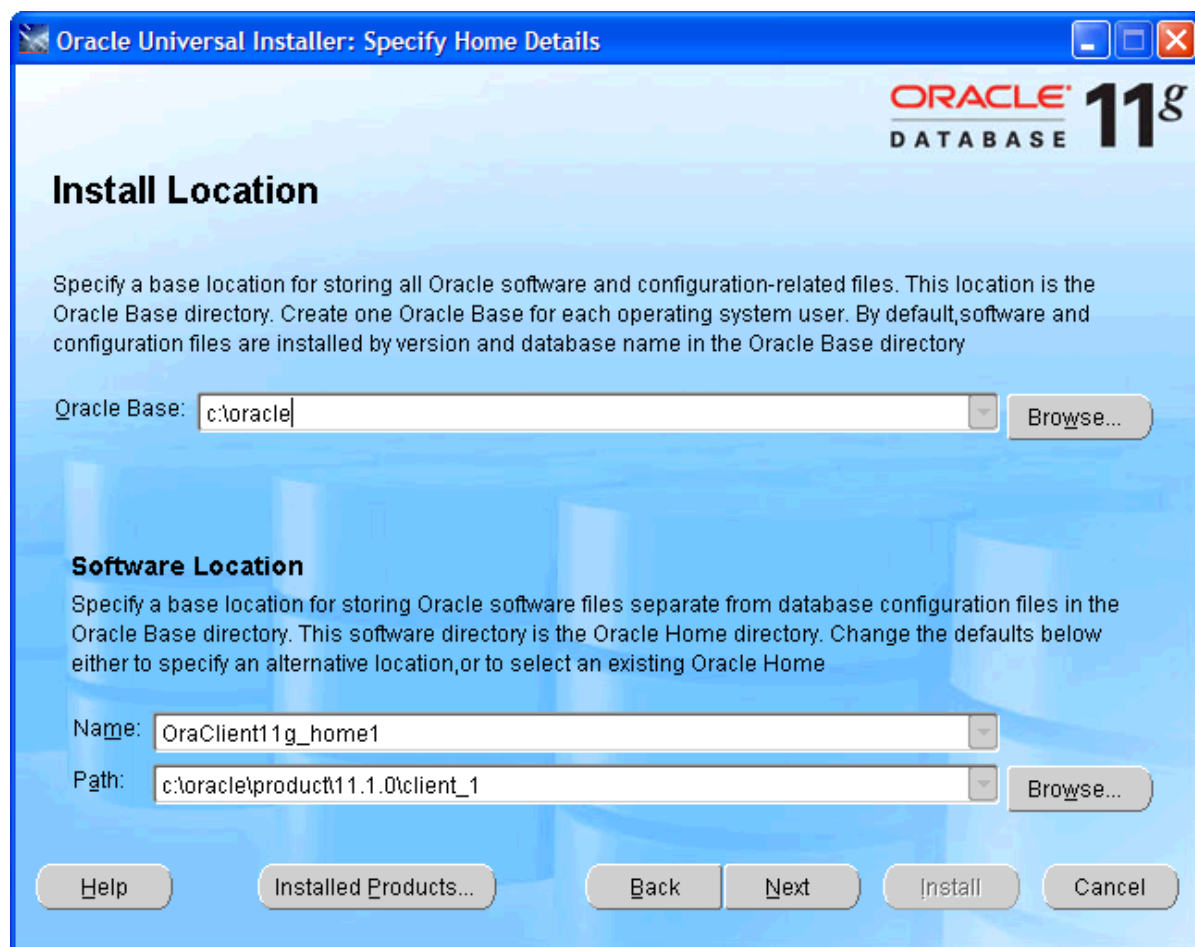 Oracle Universal Installer: Specify Home Details
ORACLE 11g
DATABASE
Install Location
Specify a base location for storing all Oracle software and configuration-related files. This location is the
Oracle Base directory. Create one Oracle Base for each operating system user. By default,software and
configuration files are installed by version and database name in the Oracle Base directory
Oracle Base: c:\oracle Browse...
Software Location
Specify a base location for storing Oracle software files separate from database configuration files in the
Oracle Base directory. This software directory is the Oracle Home directory. Change the defaults below
either to specify an alternative location,or to select an existing Oracle Home
Name: OraClient11g_home1
Path: c:\oracle\product\11.1.0\client_1 Browse...
Help Installed Products... Back Next Install Cancel